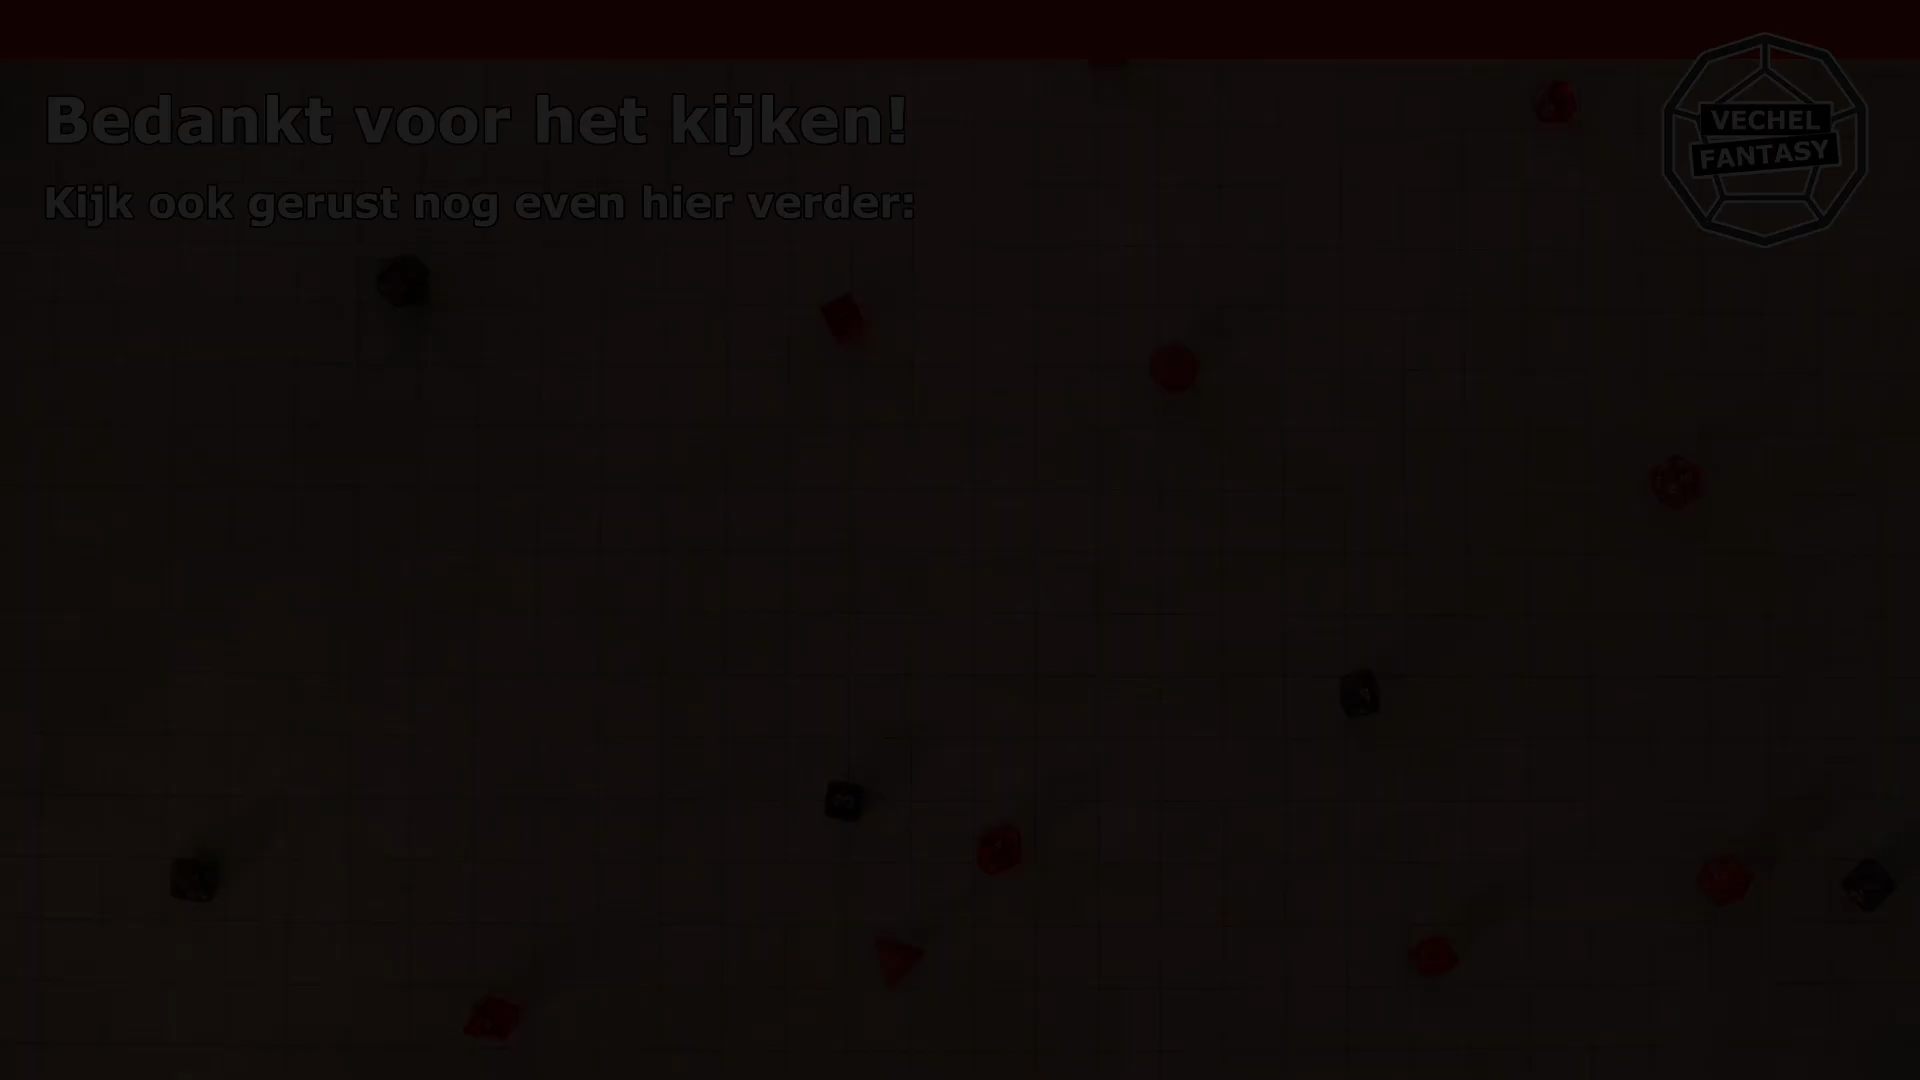 Bedankt voor het kijken!
Kijk ook gerust nog even hier verder:
VECHEL
FANTASY